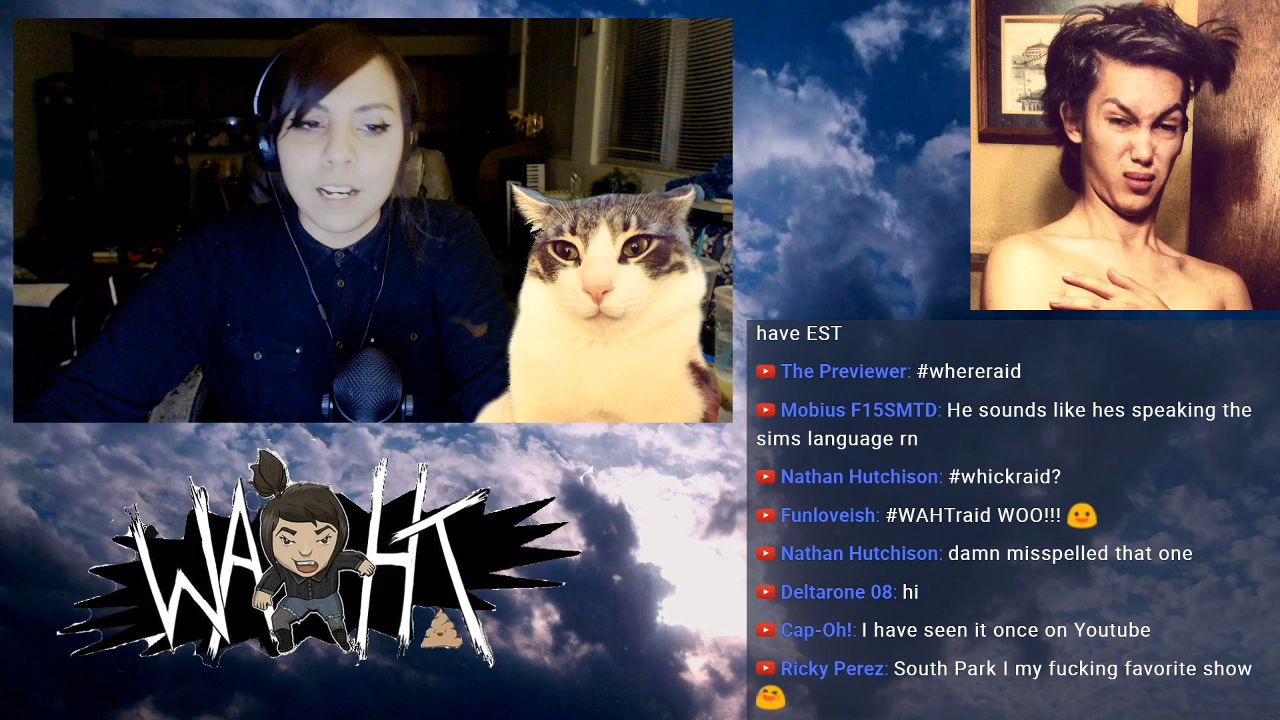 WAHT
have EST
The Previewer: #whereraid
Mobius F15SMTD: He sounds like hes speaking the
sims language rn
Nathan Hutchison: #whickraid?
Funloveish: #WAHTraid WOO!!!
Nathan Hutchison: damn misspelled that one
Deltarone 08: hi
Cap-Oh!: I have seen it once on Youtube
Ricky Perez: South Park I my fucking favorite show